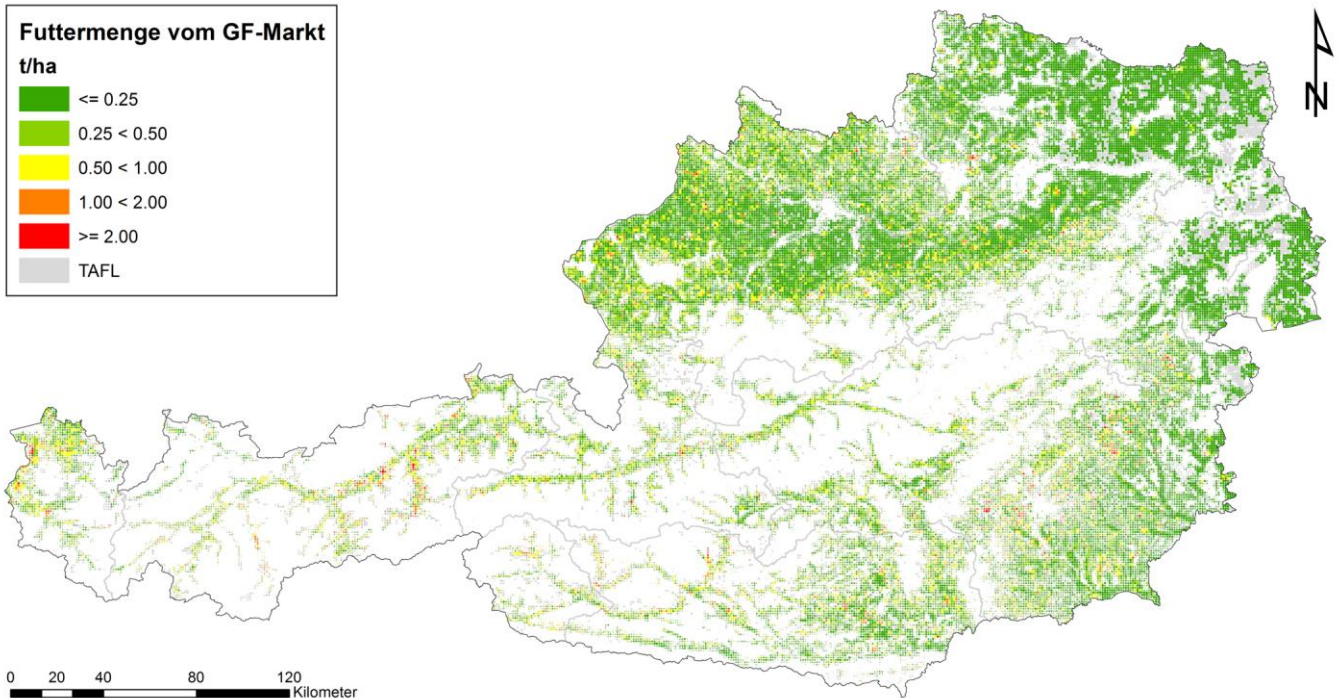 Futtermenge vom GF-Markt
t/ha
<= 0.25
0.25 < 0.50
0.50 < 1.00
1.00 < 2.00
>= 2.00
TAFL
N
0 20 40 80 120
Kilometer